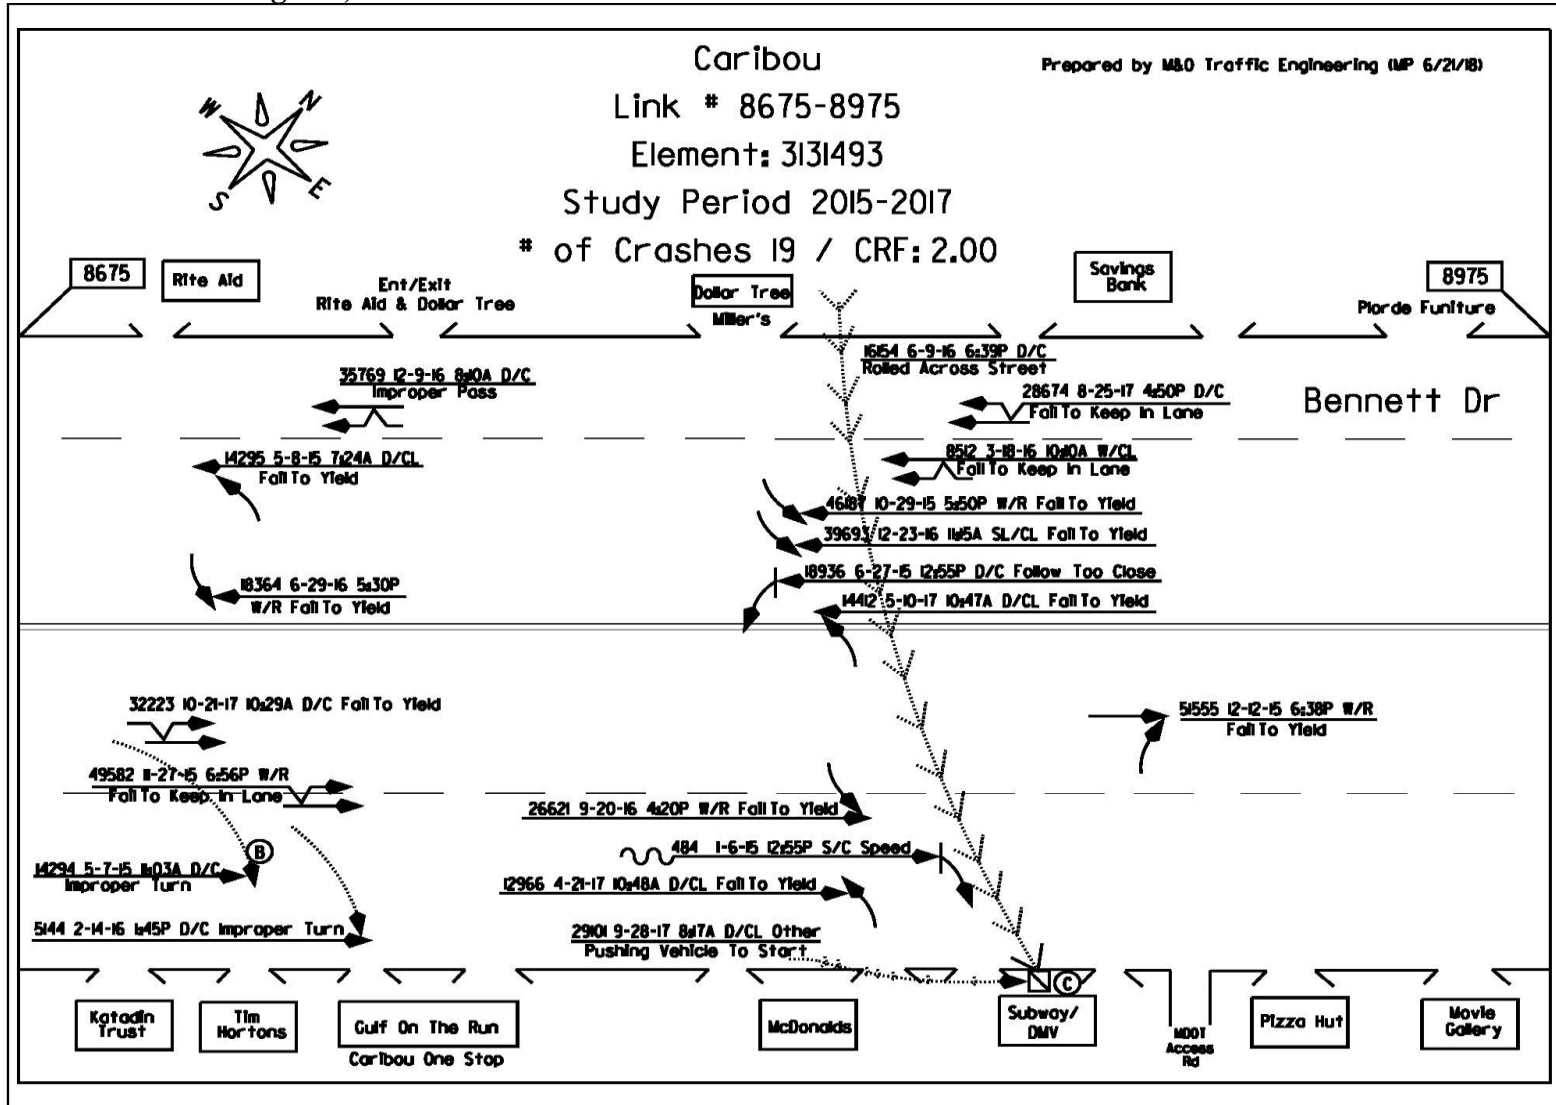 Caribou
Prepared by M&O Traffic Engineering (MP 6/21/18)
Link # 8675-8975
Element: 3131493
Study Period 2015-2017
# of Crashes 19 / CRF: 2.00
W
N
S
E
8675
Rite Aid
Ent/Exit
Rite Aid & Dollar Tree
Dollar Tree
Miller's
Savings
Bank
8975
Plorde Funiture
16154 6-9-16 6:39P D/C
Rolled Across Street
35769 12-9-16 8:10A D/C
Improper Pass
28674 8-25-17 4:50P D/C
Fail To Keep In Lane
Bennett Dr
14295 5-8-15 7:24A D/CL
Fail To Yield
8512 3-18-16 10:10A W/CL
Fail To Keep In Lane
46187 10-29-15 5:50P W/R Fail To Yield
39693 12-23-16 11:15A SL/CL Fail To Yield
18936 6-27-15 12:55P D/C Follow Too Close
18364 6-29-16 5:30P
W/R Fail To Yield
14412 5-10-17 10:47A D/CL Fail To Yield
32223 10-21-17 10:29A D/C Fail To Yield
51555 12-12-15 6:38P W/R
Fail To Yield
49582 11-27-15 6:56P W/R
Fail To Keep In Lane
26621 9-20-16 4:20P W/R Fail To Yield
B
484 1-6-15 12:55P S/C Speed
14294 5-7-15 11:03A D/C
Improper Turn
12966 4-21-17 10:48A D/CL Fail To Yield
5144 2-14-16 1:45P D/C Improper Turn
29101 9-28-17 8:17A D/CL Other
Pushing Vehicle To Start
C
Katadin
Trust
Tim
Hortons
Gulf On The Run
Caribou One Stop
McDonalds
Subway/
DMV
MDOT
Access
Rd
Pizza Hut
Movie
Gallery